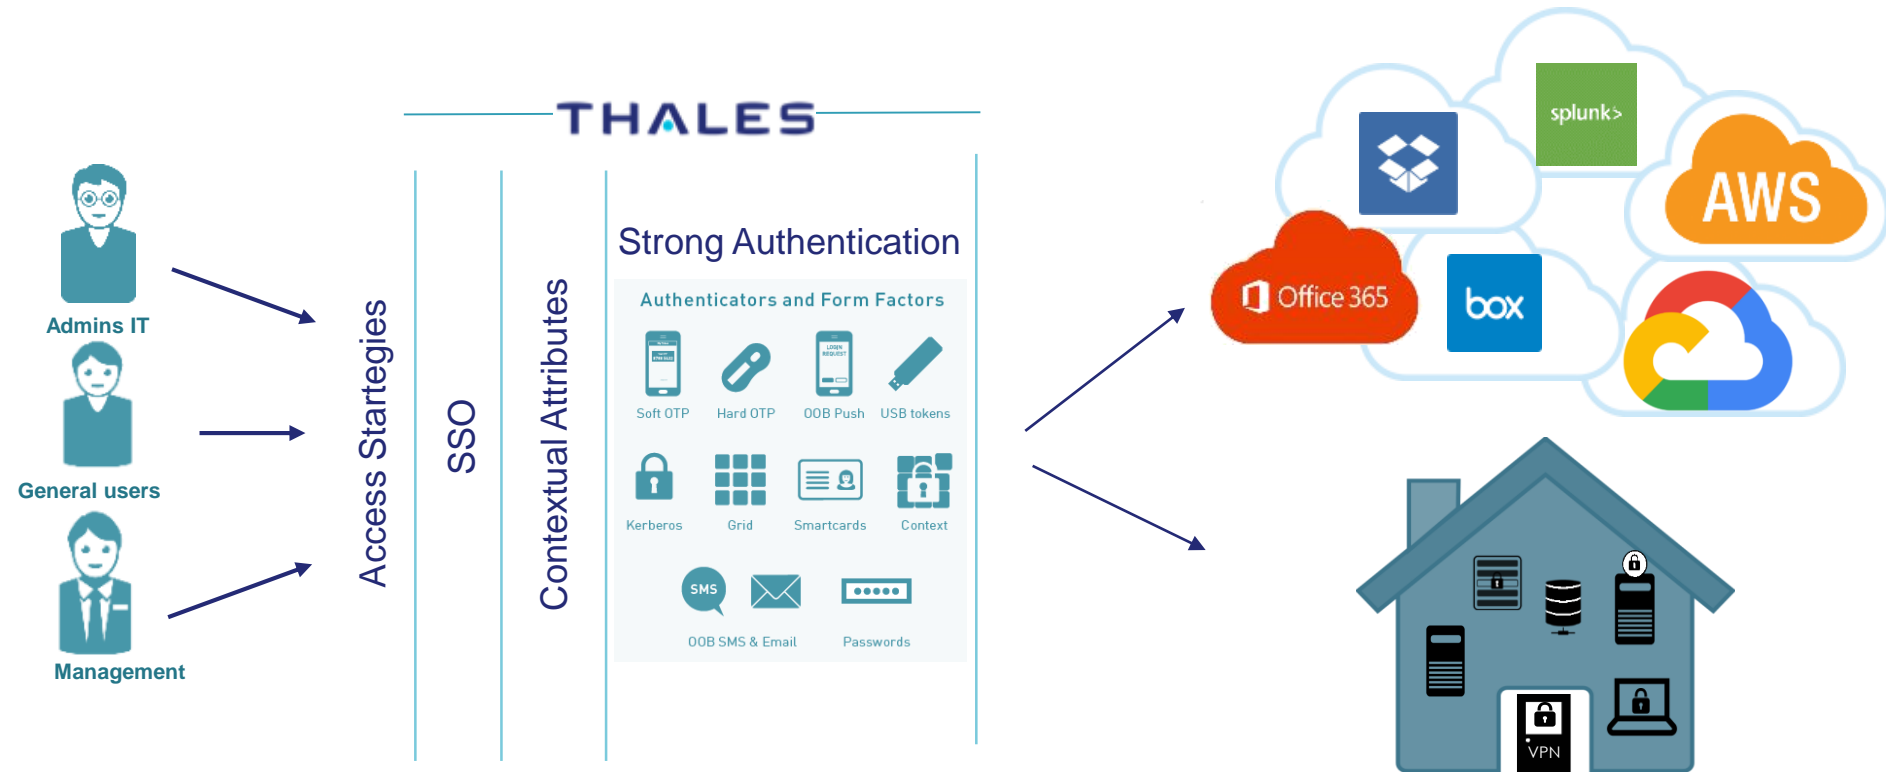 THALES
Admins IT
General users
Management
Access Startegies
SSO
Contextual Attributes
Strong Authentication
Authenticators and Form Factors
LOGIN
REQUEST
Soft OTP
Hard OTP
OOB Push
USB tokens
Kerberos
Grid
Smartcards
Context
SMS
OOB SMS & Email
Passwords
splunk>
AWS
Office 365
box
VPN